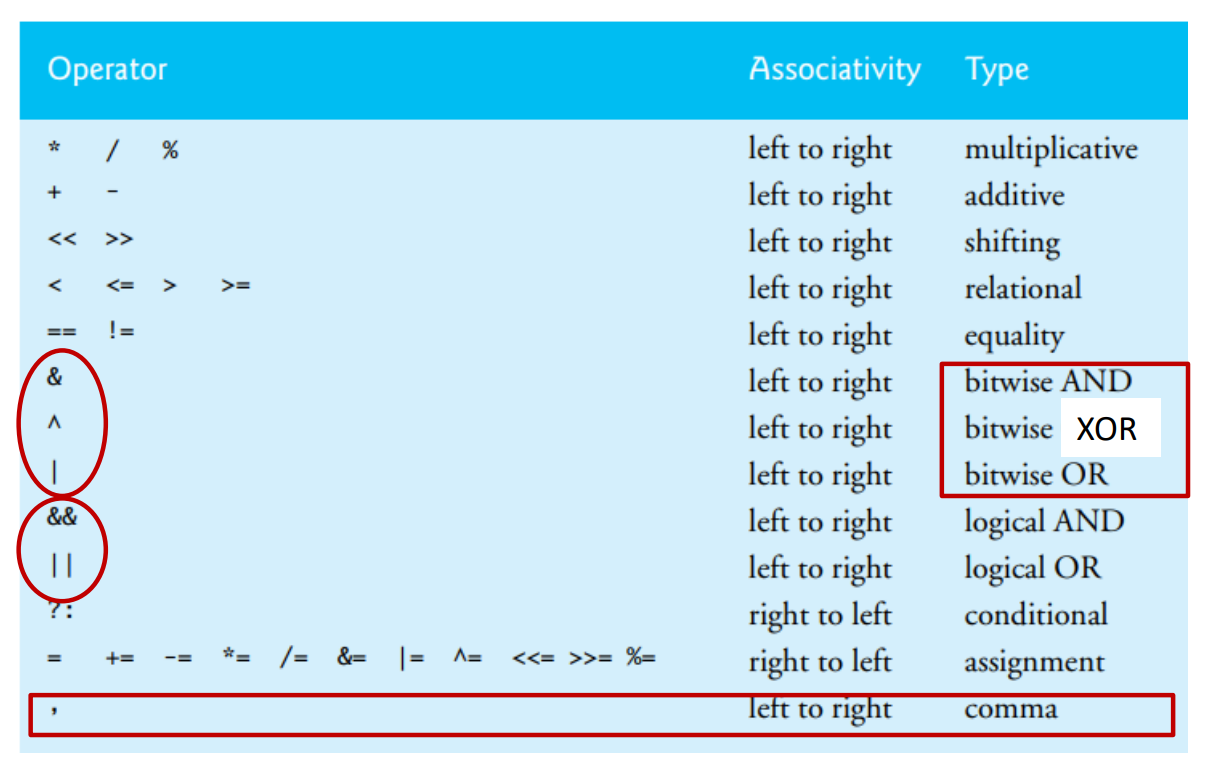 Operator Associativity Type
* / % left to right multiplicative
+ - left to right additive
<< >> left to right shifting
< <= > >= left to right relational
== != left to right equality
& left to right bitwise AND
^ left to right bitwise XOR
| left to right bitwise OR
&& left to right logical AND
|| left to right logical OR
?: right to left conditional
= += -= *= /= &= |= ^= <<= >>= %= right to left assignment
, left to right comma